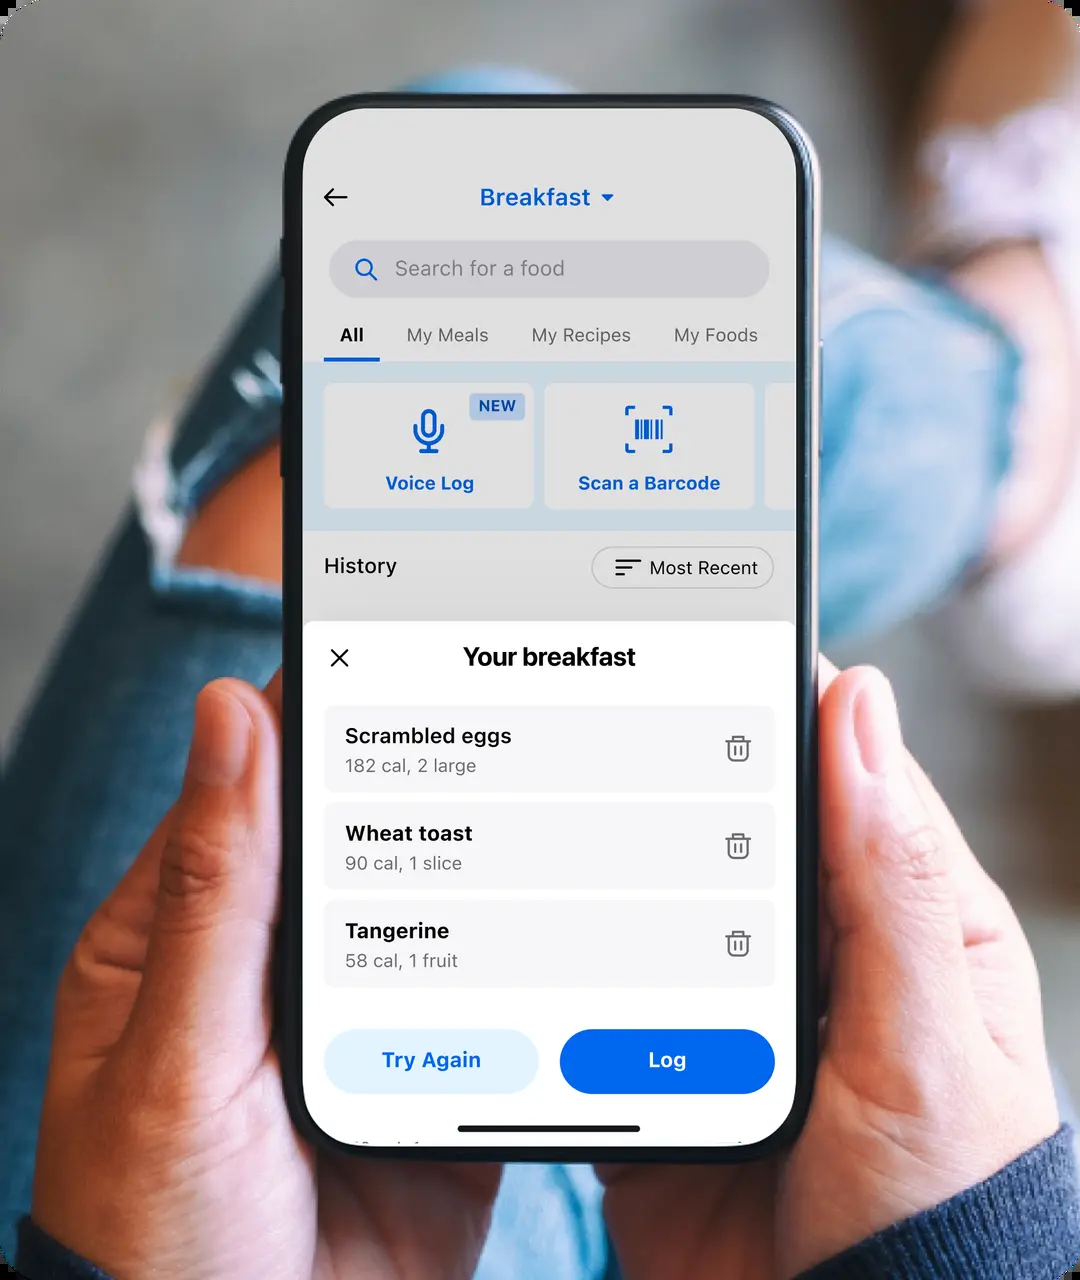 Breakfast
Search for a food
All My Meals My Recipes My Foods
NEW
Voice Log Scan a Barcode
History Most Recent
Your breakfast
Scrambled eggs
182 cal, 2 large
Wheat toast
90 cal, 1 slice
Tangerine
58 cal, 1 fruit
Try Again Log